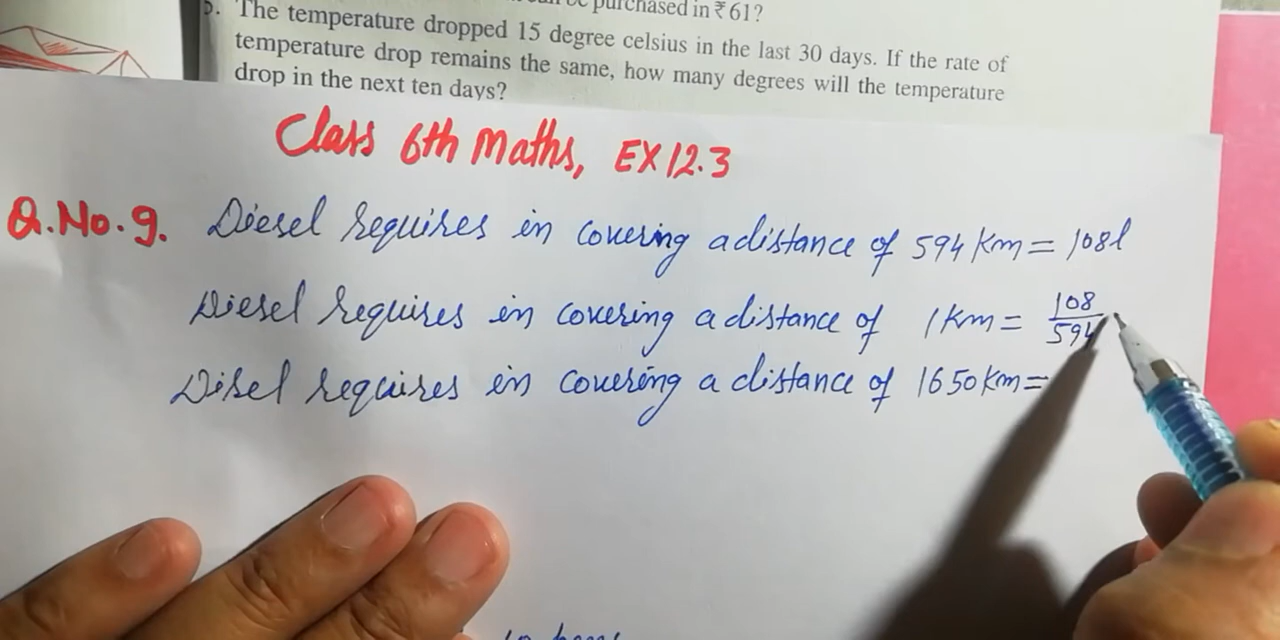 purchased in ₹ 61?
5. The temperature dropped 15 degree celsius in the last 30 days. If the rate of
temperature drop remains the same, how many degrees will the temperature
drop in the next ten days?
Class 6th Maths, EX 12.3
Q.No.9. Diesel requires in covering a distance of 594 km = 108l
Diesel requires in covering a distance of 1 km = 108/594
Disel requires in covering a distance of 1650 km =